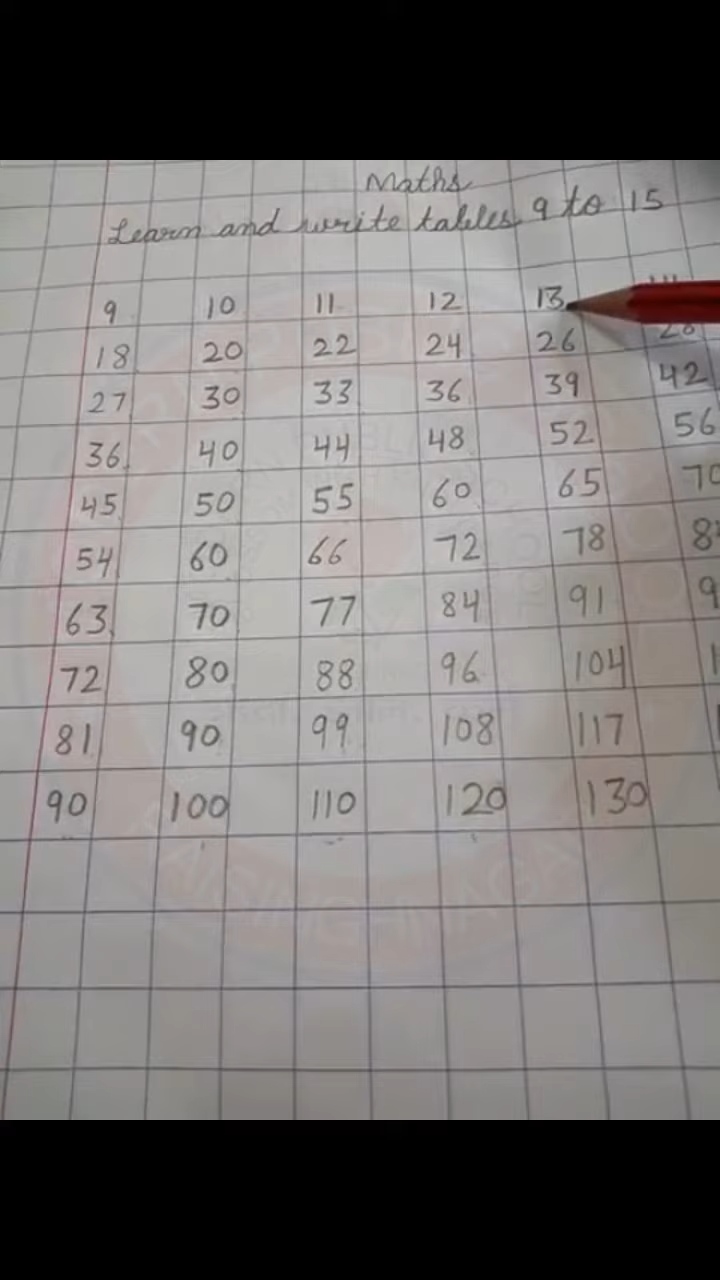 Maths
Learn and write tables 9 to 15
9 10 11 12 13
18 20 22 24 26 28
27 30 33 36 39 42
36 40 44 48 52 56
45 50 55 60 65 70
54 60 66 72 78
63 70 77 84 91
72 80 88 96 104
81 90 99 108 117
90 100 110 120 130